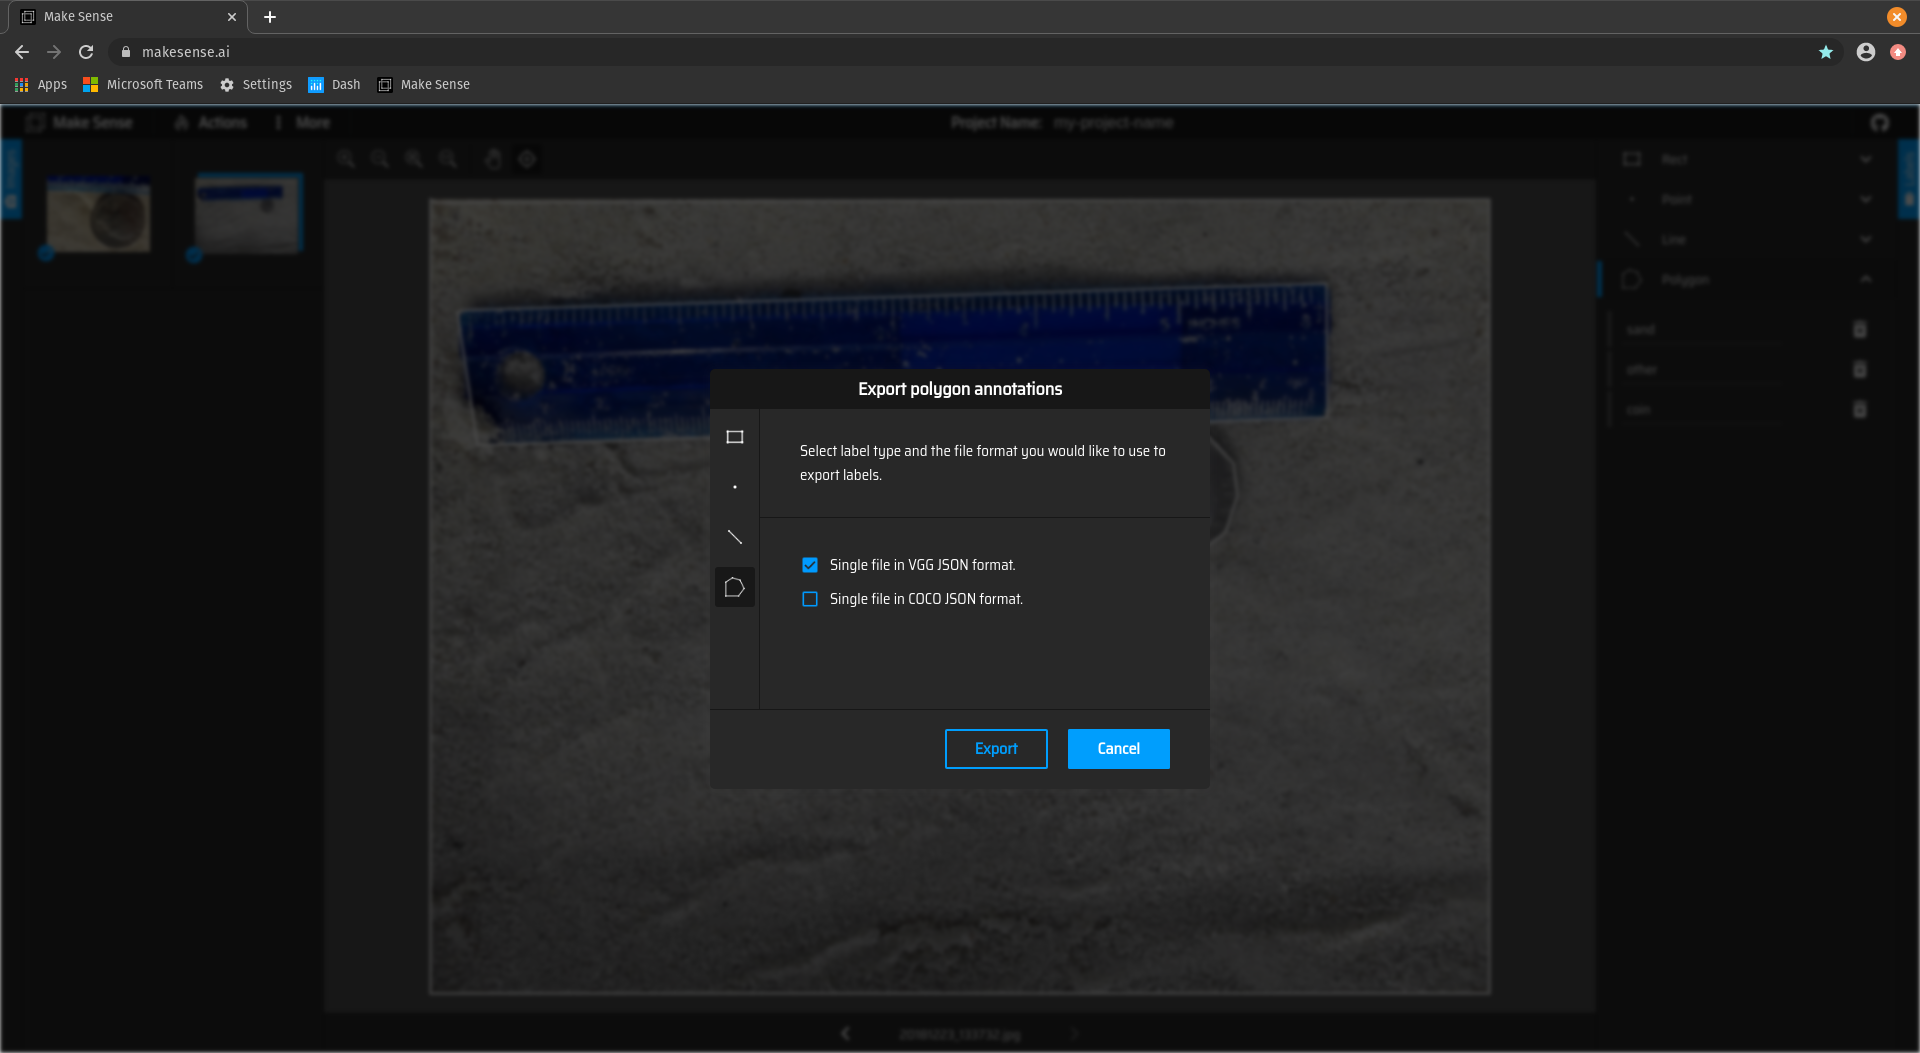 Make Sense
makesense.ai
Apps
Microsoft Teams
Settings
Dash
Make Sense
Make Sense
Actions
More
Project Name: my-project-name
Rect
Point
Line
Polygon
sand
other
coin
INCHES
Export polygon annotations
Select label type and the file format you would like to use to
export labels.
Single file in VGG JSON format.
Single file in COCO JSON format.
Export
Cancel